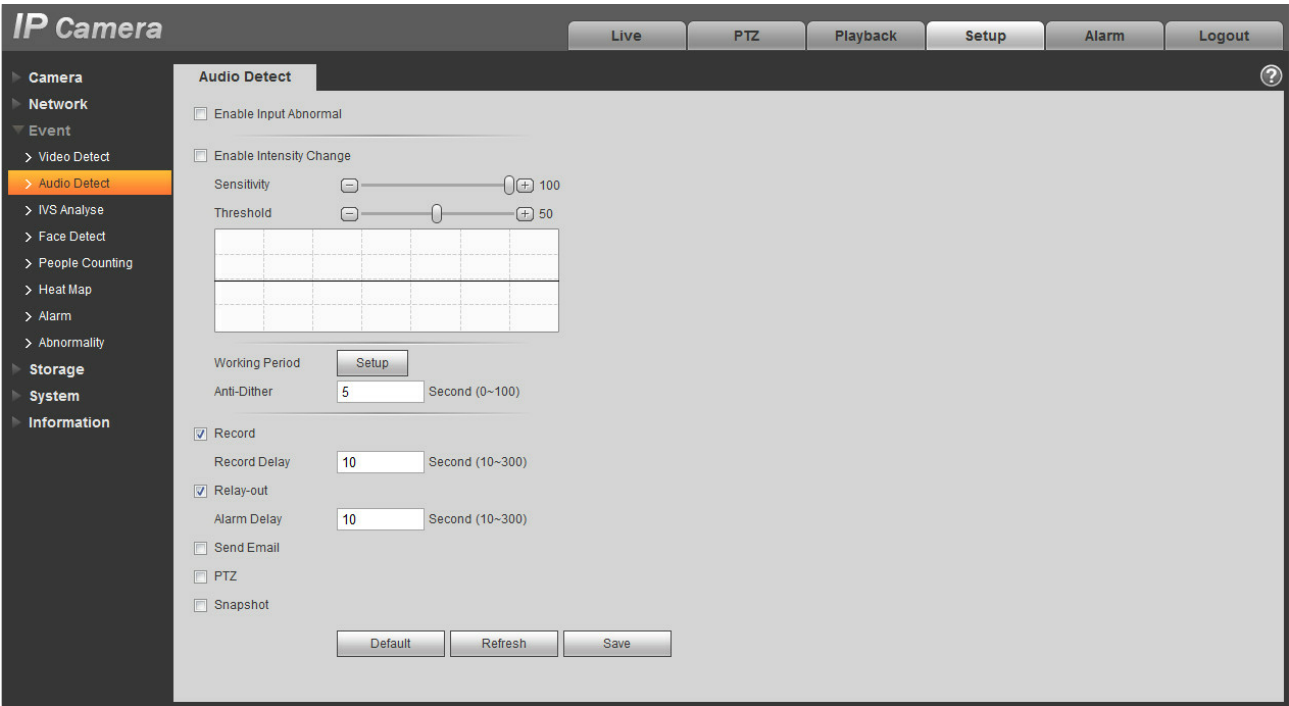 IP Camera
Live
PTZ
Playback
Setup
Alarm
Logout
Camera
Network
Event
Video Detect
Audio Detect
IVS Analyse
Face Detect
People Counting
Heat Map
Alarm
Abnormality
Storage
System
Information
Audio Detect
?
Enable Input Abnormal
Enable Intensity Change
Sensitivity 100
Threshold 50
Working Period Setup
Anti-Dither 5 Second (0~100)
Record
Record Delay 10 Second (10~300)
Relay-out
Alarm Delay 10 Second (10~300)
Send Email
PTZ
Snapshot
Default Refresh Save